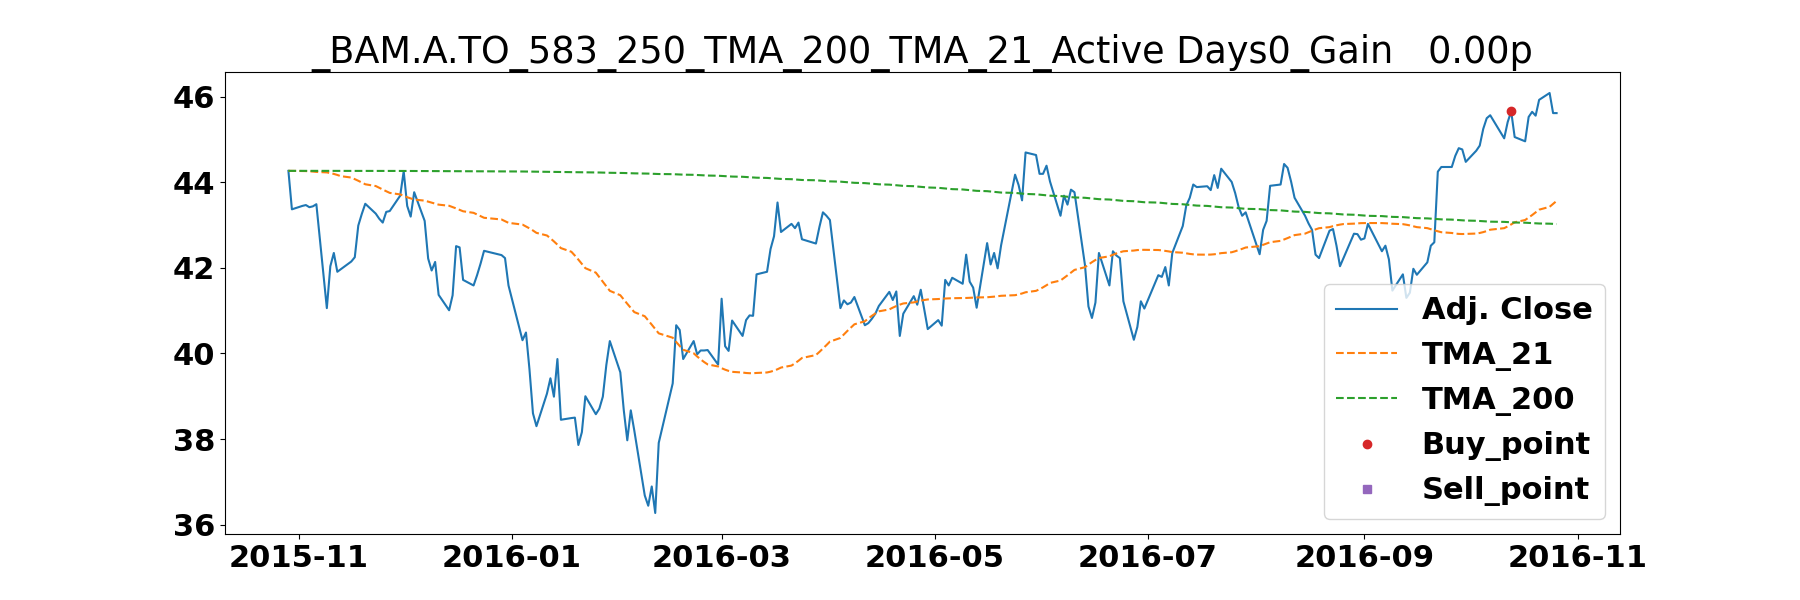 _BAM.A.TO_583_250_TMA_200_TMA_21_Active Days0_Gain   0.00p
46
44
42
40
38
36
Adj. Close
TMA_21
TMA_200
Buy_point
Sell_point
2015-11 2016-01 2016-03 2016-05 2016-07 2016-09 2016-11